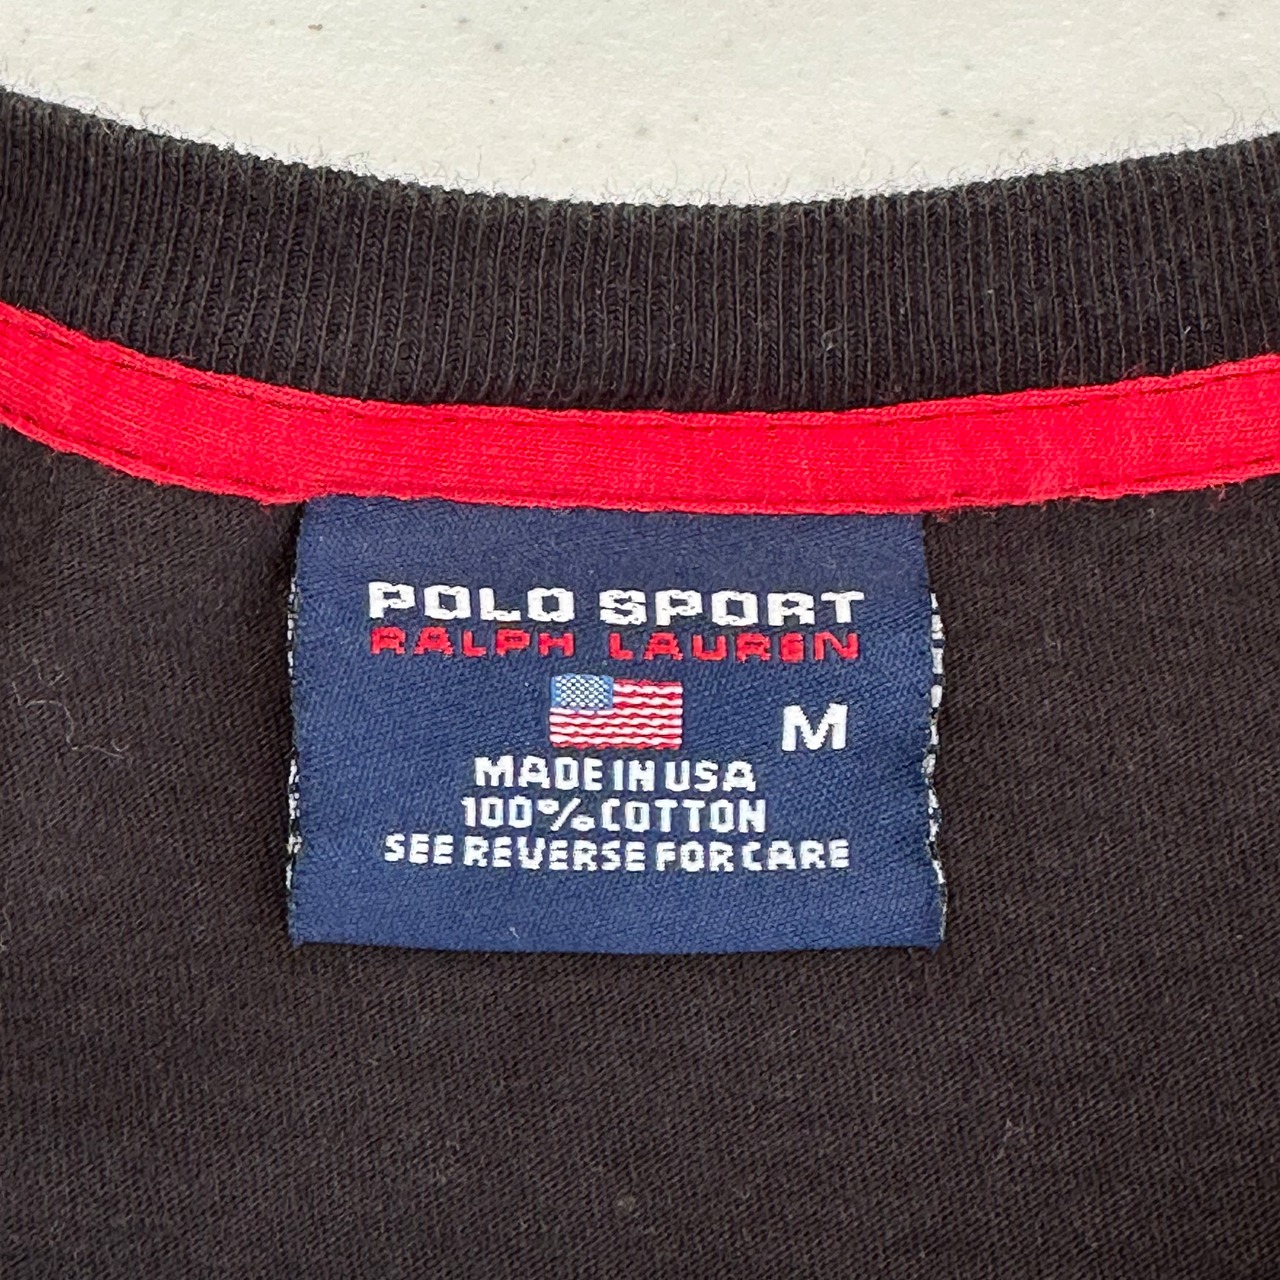 POLO SPORT
RALPH LAUREN
M
MADE IN USA
100% COTTON
SEE REVERSE FOR CARE